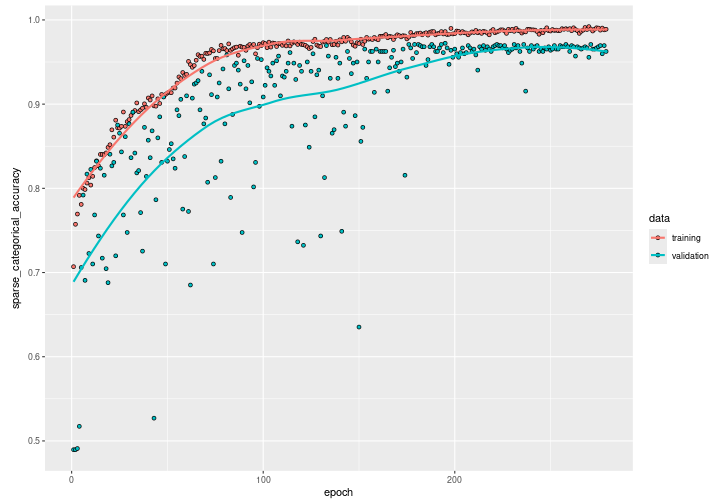 sparse_categorical_accuracy
1.0
0.9
0.8
0.7
0.6
0.5
0
100
200
epoch
data
training
validation